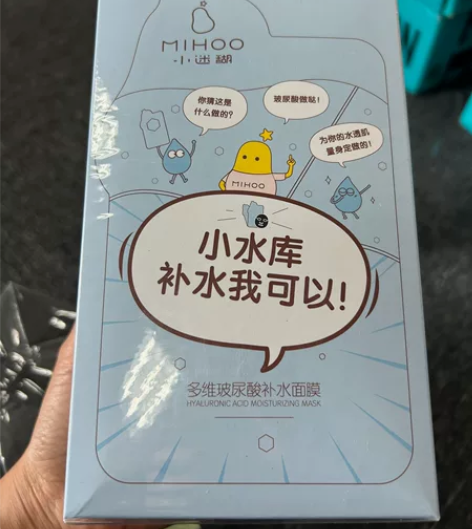 MIHOO
小迷糊
你猜这是
什么做的?
玻尿酸做哒!
为你的水透肌
量身定做的!
MIHOO
小水库
补水我可以!
多维玻尿酸补水面膜
HYALURONIC ACID MOISTURIZING MASK